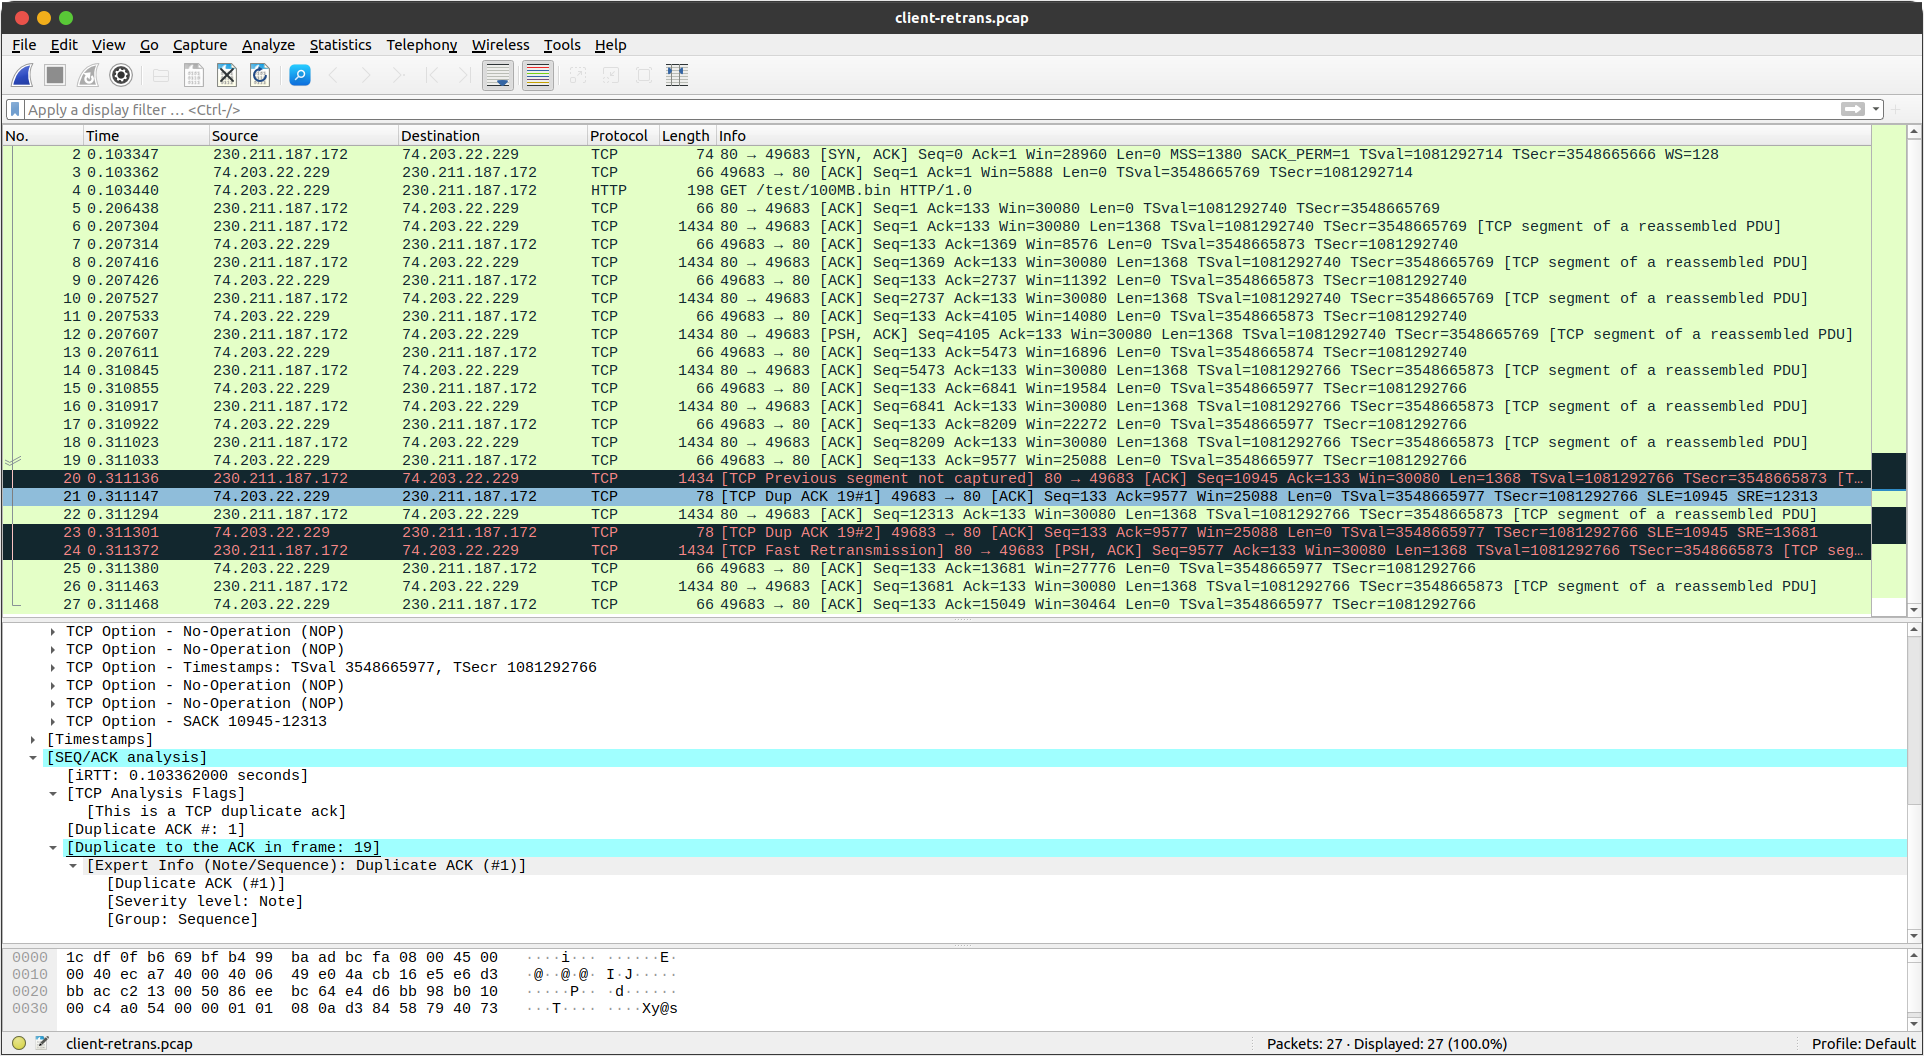 client-retrans.pcap
File Edit View Go Capture Analyze Statistics Telephony Wireless Tools Help
Apply a display filter … <Ctrl-/>
No. Time Source Destination Protocol Length Info
2 0.103347 230.211.187.172 74.203.22.229 TCP 74 80 → 49683 [SYN, ACK] Seq=0 Ack=1 Win=28960 Len=0 MSS=1380 SACK_PERM=1 TSval=1081292714 TSecr=3548665666 WS=128
3 0.103362 74.203.22.229 230.211.187.172 TCP 66 49683 → 80 [ACK] Seq=1 Ack=1 Win=5888 Len=0 TSval=3548665769 TSecr=1081292714
4 0.103440 74.203.22.229 230.211.187.172 HTTP 198 GET /test/100MB.bin HTTP/1.0
5 0.206438 230.211.187.172 74.203.22.229 TCP 66 80 → 49683 [ACK] Seq=1 Ack=133 Win=30080 Len=0 TSval=1081292740 TSecr=3548665769
6 0.207304 230.211.187.172 74.203.22.229 TCP 1434 80 → 49683 [ACK] Seq=1 Ack=133 Win=30080 Len=1368 TSval=1081292740 TSecr=3548665769 [TCP segment of a reassembled PDU]
7 0.207314 74.203.22.229 230.211.187.172 TCP 66 49683 → 80 [ACK] Seq=133 Ack=1369 Win=8576 Len=0 TSval=3548665873 TSecr=1081292740
8 0.207416 230.211.187.172 74.203.22.229 TCP 1434 80 → 49683 [ACK] Seq=1369 Ack=133 Win=30080 Len=1368 TSval=1081292740 TSecr=3548665769 [TCP segment of a reassembled PDU]
9 0.207426 74.203.22.229 230.211.187.172 TCP 66 49683 → 80 [ACK] Seq=133 Ack=2737 Win=11392 Len=0 TSval=3548665873 TSecr=1081292740
10 0.207527 230.211.187.172 74.203.22.229 TCP 1434 80 → 49683 [ACK] Seq=2737 Ack=133 Win=30080 Len=1368 TSval=1081292740 TSecr=3548665769 [TCP segment of a reassembled PDU]
11 0.207533 74.203.22.229 230.211.187.172 TCP 66 49683 → 80 [ACK] Seq=133 Ack=4105 Win=14080 Len=0 TSval=3548665873 TSecr=1081292740
12 0.207607 230.211.187.172 74.203.22.229 TCP 1434 80 → 49683 [PSH, ACK] Seq=4105 Ack=133 Win=30080 Len=1368 TSval=1081292740 TSecr=3548665769 [TCP segment of a reassembled PDU]
13 0.207611 74.203.22.229 230.211.187.172 TCP 66 49683 → 80 [ACK] Seq=133 Ack=5473 Win=16896 Len=0 TSval=3548665874 TSecr=1081292740
14 0.310845 230.211.187.172 74.203.22.229 TCP 1434 80 → 49683 [ACK] Seq=5473 Ack=133 Win=30080 Len=1368 TSval=1081292766 TSecr=3548665873 [TCP segment of a reassembled PDU]
15 0.310855 74.203.22.229 230.211.187.172 TCP 66 49683 → 80 [ACK] Seq=133 Ack=6841 Win=19584 Len=0 TSval=3548665977 TSecr=1081292766
16 0.310917 230.211.187.172 74.203.22.229 TCP 1434 80 → 49683 [ACK] Seq=6841 Ack=133 Win=30080 Len=1368 TSval=1081292766 TSecr=3548665873 [TCP segment of a reassembled PDU]
17 0.310922 74.203.22.229 230.211.187.172 TCP 66 49683 → 80 [ACK] Seq=133 Ack=8209 Win=22272 Len=0 TSval=3548665977 TSecr=1081292766
18 0.311023 230.211.187.172 74.203.22.229 TCP 1434 80 → 49683 [ACK] Seq=8209 Ack=133 Win=30080 Len=1368 TSval=1081292766 TSecr=3548665873 [TCP segment of a reassembled PDU]
19 0.311033 74.203.22.229 230.211.187.172 TCP 66 49683 → 80 [ACK] Seq=133 Ack=9577 Win=25088 Len=0 TSval=3548665977 TSecr=1081292766
20 0.311136 230.211.187.172 74.203.22.229 TCP 1434 [TCP Previous segment not captured] 80 → 49683 [ACK] Seq=10945 Ack=133 Win=30080 Len=1368 TSval=1081292766 TSecr=3548665873 [T…
21 0.311147 74.203.22.229 230.211.187.172 TCP 78 [TCP Dup ACK 19#1] 49683 → 80 [ACK] Seq=133 Ack=9577 Win=25088 Len=0 TSval=3548665977 TSecr=1081292766 SLE=10945 SRE=12313
22 0.311294 230.211.187.172 74.203.22.229 TCP 1434 80 → 49683 [ACK] Seq=12313 Ack=133 Win=30080 Len=1368 TSval=1081292766 TSecr=3548665873 [TCP segment of a reassembled PDU]
23 0.311301 74.203.22.229 230.211.187.172 TCP 78 [TCP Dup ACK 19#2] 49683 → 80 [ACK] Seq=133 Ack=9577 Win=25088 Len=0 TSval=3548665977 TSecr=1081292766 SLE=10945 SRE=13681
24 0.311372 230.211.187.172 74.203.22.229 TCP 1434 [TCP Fast Retransmission] 80 → 49683 [PSH, ACK] Seq=9577 Ack=133 Win=30080 Len=1368 TSval=1081292766 TSecr=3548665873 [TCP seg…
25 0.311380 74.203.22.229 230.211.187.172 TCP 66 49683 → 80 [ACK] Seq=133 Ack=13681 Win=27776 Len=0 TSval=3548665977 TSecr=1081292766
26 0.311463 230.211.187.172 74.203.22.229 TCP 1434 80 → 49683 [ACK] Seq=13681 Ack=133 Win=30080 Len=1368 TSval=1081292766 TSecr=3548665873 [TCP segment of a reassembled PDU]
27 0.311468 74.203.22.229 230.211.187.172 TCP 66 49683 → 80 [ACK] Seq=133 Ack=15049 Win=30464 Len=0 TSval=3548665977 TSecr=1081292766
TCP Option - No-Operation (NOP)
TCP Option - No-Operation (NOP)
TCP Option - Timestamps: TSval 3548665977, TSecr 1081292766
TCP Option - No-Operation (NOP)
TCP Option - No-Operation (NOP)
TCP Option - SACK 10945-12313
[Timestamps]
[SEQ/ACK analysis]
[iRTT: 0.103362000 seconds]
[TCP Analysis Flags]
[This is a TCP duplicate ack]
[Duplicate ACK #: 1]
[Duplicate to the ACK in frame: 19]
[Expert Info (Note/Sequence): Duplicate ACK (#1)]
[Duplicate ACK (#1)]
[Severity level: Note]
[Group: Sequence]
0000 1c df 0f b6 69 bf b4 99 ba ad bc fa 08 00 45 00 ····i··· ······E·
0010 00 40 ec a7 40 00 40 06 49 e0 4a cb 16 e5 e6 d3 ·@··@·@· I·J·····
0020 bb ac c2 13 00 50 86 ee bc 64 e4 d6 bb 98 b0 10 ·····P·· ·d······
0030 00 c4 a0 54 00 00 01 01 08 0a d3 84 58 79 40 73 ···T···· ····Xy@s
client-retrans.pcap Packets: 27 · Displayed: 27 (100.0%) Profile: Default